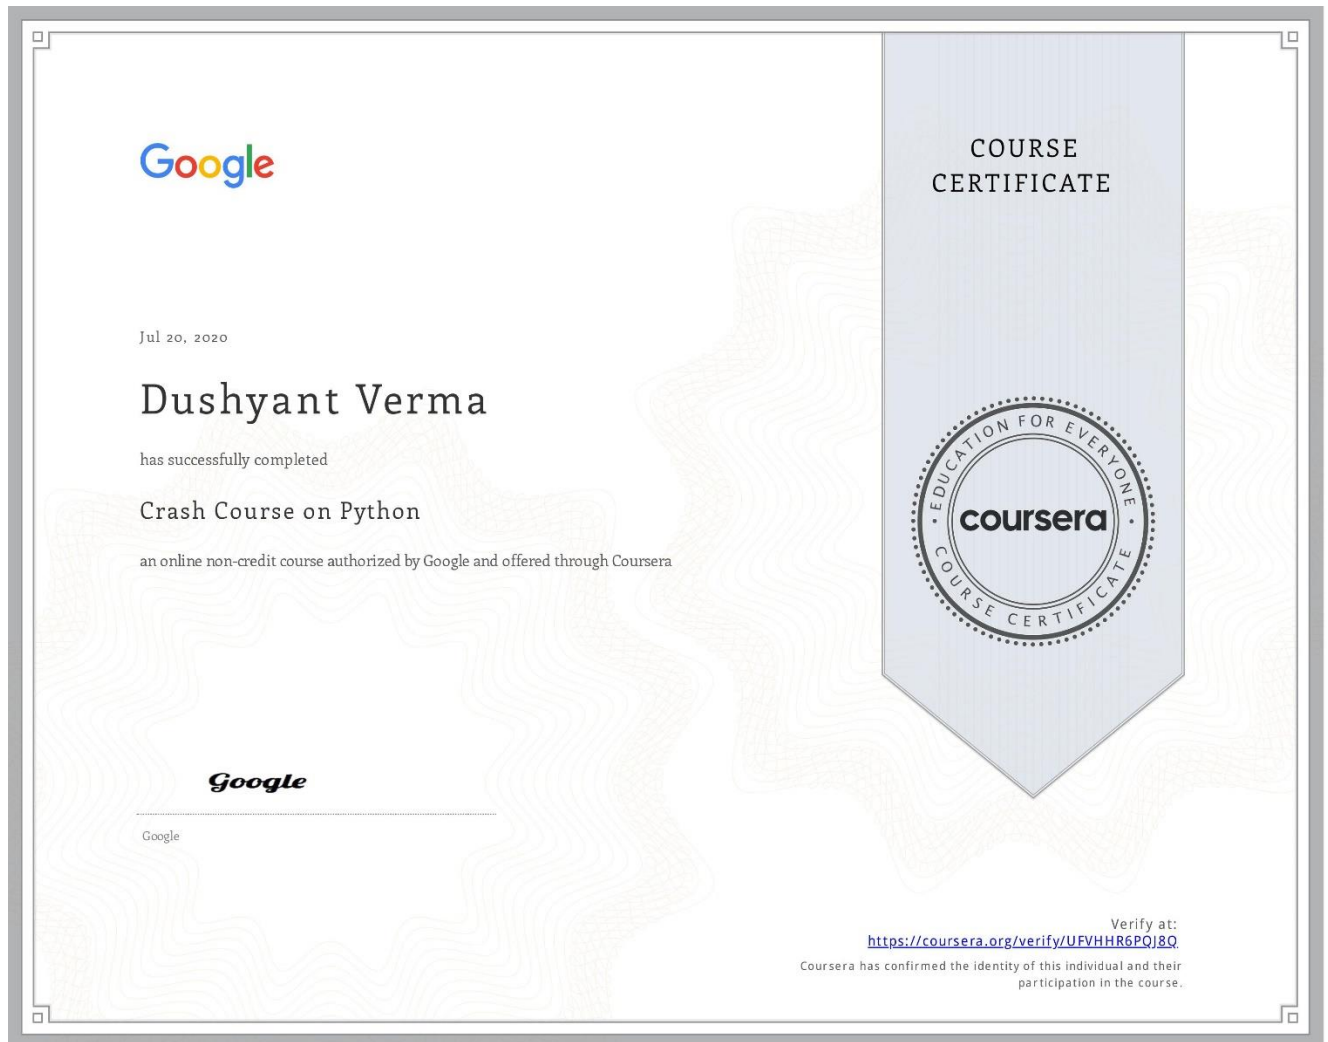 Google
COURSE
CERTIFICATE
Jul 20, 2020
Dushyant Verma
has successfully completed
Crash Course on Python
an online non-credit course authorized by Google and offered through Coursera
EDUCATION FOR EVERYONE
coursera
COURSE CERTIFICATE
Google
Google
Verify at:
https://coursera.org/verify/UFVHHR6PQJ8Q
Coursera has confirmed the identity of this individual and their
participation in the course.